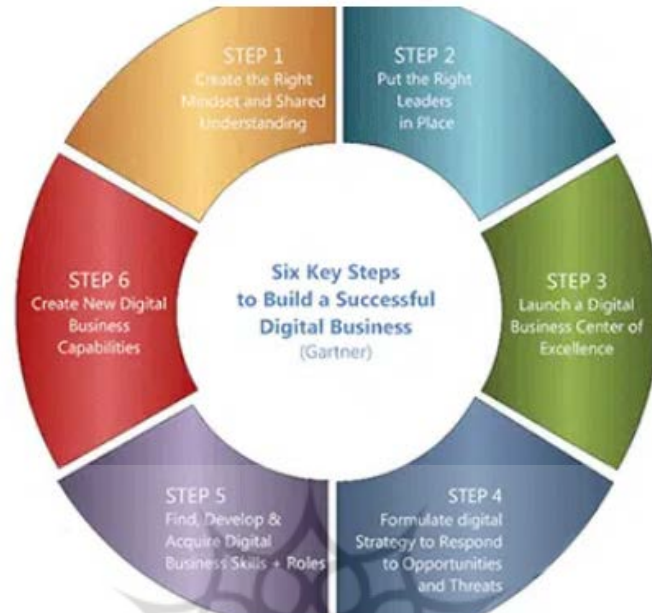 STEP 1
Create the Right
Mindset and Shared
Understanding
STEP 2
Put the Right
Leaders
in Place
STEP 3
Launch a Digital
Business Center of
Excellence
STEP 4
Formulate digital
Strategy to Respond
to Opportunities
and Threats
STEP 5
Find, Develop &
Acquire Digital
Business Skills + Roles
STEP 6
Create New Digital
Business
Capabilities
Six Key Steps
to Build a Successful
Digital Business
(Gartner)